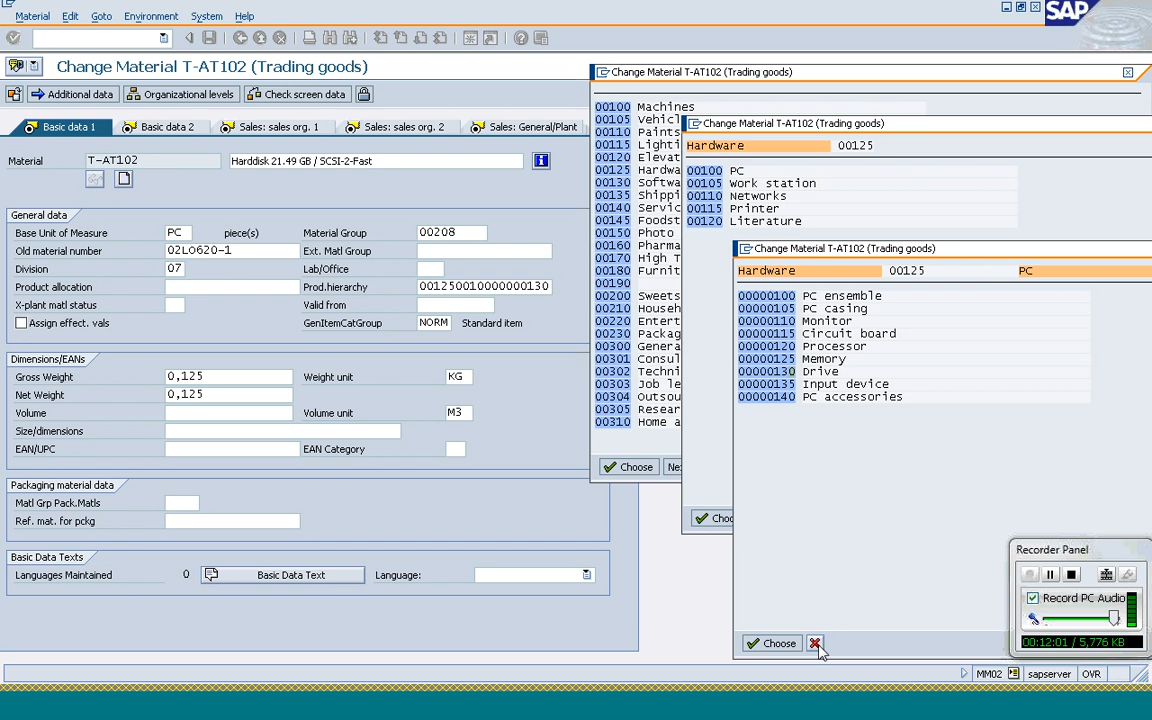 Material Edit Goto Environment System Help
SAP
Change Material T-AT102 (Trading goods)
Additional data Organizational levels Check screen data
Basic data 1 Basic data 2 Sales: sales org. 1 Sales: sales org. 2 Sales: General/Plant
Material T-AT102 Harddisk 21.49 GB / SCSI-2-Fast
General data
Base Unit of Measure PC piece(s) Material Group 00208
Old material number 02LO620-1 Ext. Matl Group
Division 07 Lab/Office
Product allocation Prod.hierarchy 001250010000000130
X-plant matl status Valid from
Assign effect. vals GenItemCatGroup NORM Standard item
Dimensions/EANs
Gross Weight 0,125 Weight unit KG
Net Weight 0,125
Volume Volume unit M3
Size/dimensions
EAN/UPC EAN Category
Packaging material data
Matl Grp Pack.Matls
Ref. mat. for pckg
Basic Data Texts
Languages Maintained 0 Basic Data Text Language:
Change Material T-AT102 (Trading goods)
00100 Machines
00105 Vehicl
00110 Paints
00115 Lighti
00120 Elevat
00125 Hardwa
00130 Softwa
00135 Shippi
00140 Servic
00145 Foodst
00150 Photo
00160 Pharma
00170 High T
00180 Furnit
00190
00200 Sweets
00210 Househ
00220 Entert
00230 Packag
00300 Genera
00301 Consul
00302 Techni
00303 Job le
00304 Outsou
00305 Resear
00310 Home a
Choose Ne
Change Material T-AT102 (Trading goods)
Hardware 00125
00100 PC
00105 Work station
00110 Networks
00115 Printer
00120 Literature
Choo
Change Material T-AT102 (Trading goods)
Hardware 00125 PC
00000100 PC ensemble
00000105 PC casing
00000110 Monitor
00000115 Circuit board
00000120 Processor
00000125 Memory
00000130 Drive
00000135 Input device
00000140 PC accessories
Choose
Recorder Panel
Record PC Audio
00:12:01 / 5,776 KB
MM02 sapserver OVR